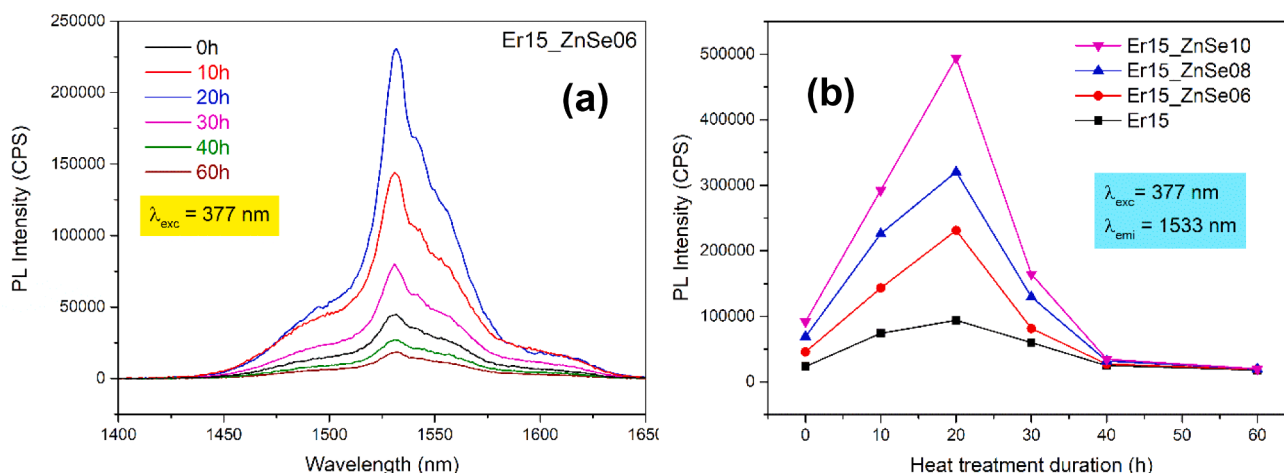 Er15_ZnSe06
(a)
0h
10h
20h
30h
40h
60h
λexc = 377 nm
250000
200000
150000
100000
50000
0
PL Intensity (CPS)
1400 1450 1500 1550 1600 1650
Wavelength (nm)
(b)
Er15_ZnSe10
Er15_ZnSe08
Er15_ZnSe06
Er15
λexc = 377 nm
λemi = 1533 nm
500000
400000
300000
200000
100000
0
PL Intensity (CPS)
0 10 20 30 40 50 60
Heat treatment duration (h)